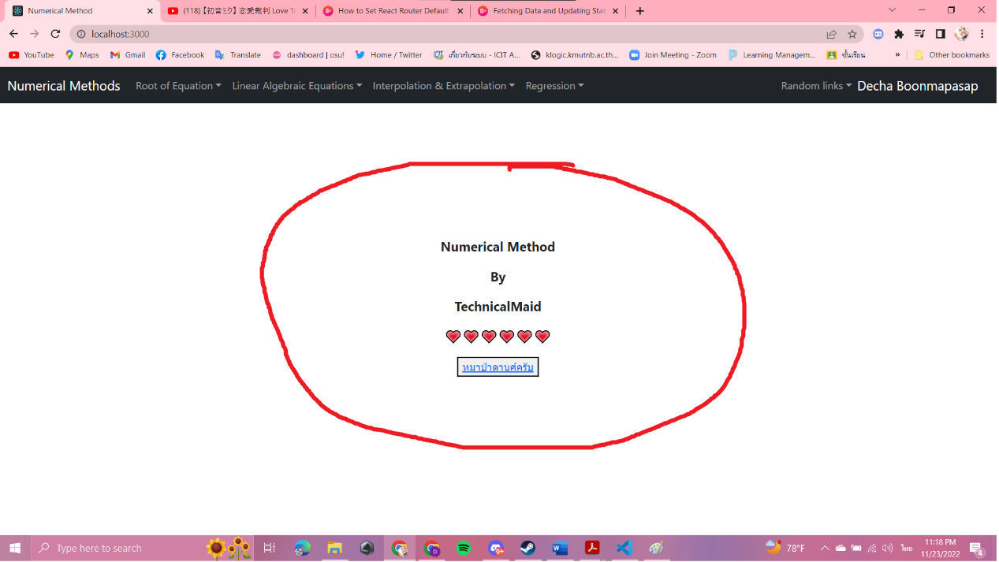 Numerical Method
(118) 【初音ミク】 恋愛裁判 Love Tr
How to Set React Router Default
Fetching Data and Updating Stat
localhost:3000
YouTube
Maps
Gmail
Facebook
Translate
dashboard | osu!
Home / Twitter
เกี่ยวกับระบบ - ICIT A...
klogic.kmutnb.ac.th...
Join Meeting - Zoom
Learning Managem...
ชั้นเรียน
»
Other bookmarks
Numerical Methods
Root of Equation
Linear Algebraic Equations
Interpolation & Extrapolation
Regression
Random links
Decha Boonmapasap
Numerical Method
By
TechnicalMaid
หมาป่าดานศ์ครับ
Type here to search
9+
78°F
ไทย
11:18 PM
11/23/2022
4